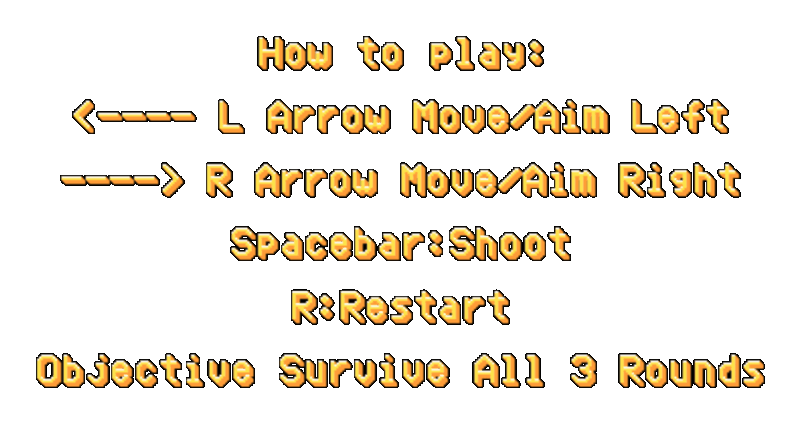 How to play:
<---- L Arrow Move/Aim Left
----> R Arrow Move/Aim Right
Spacebar:Shoot
R:Restart
Objective Survive All 3 Rounds